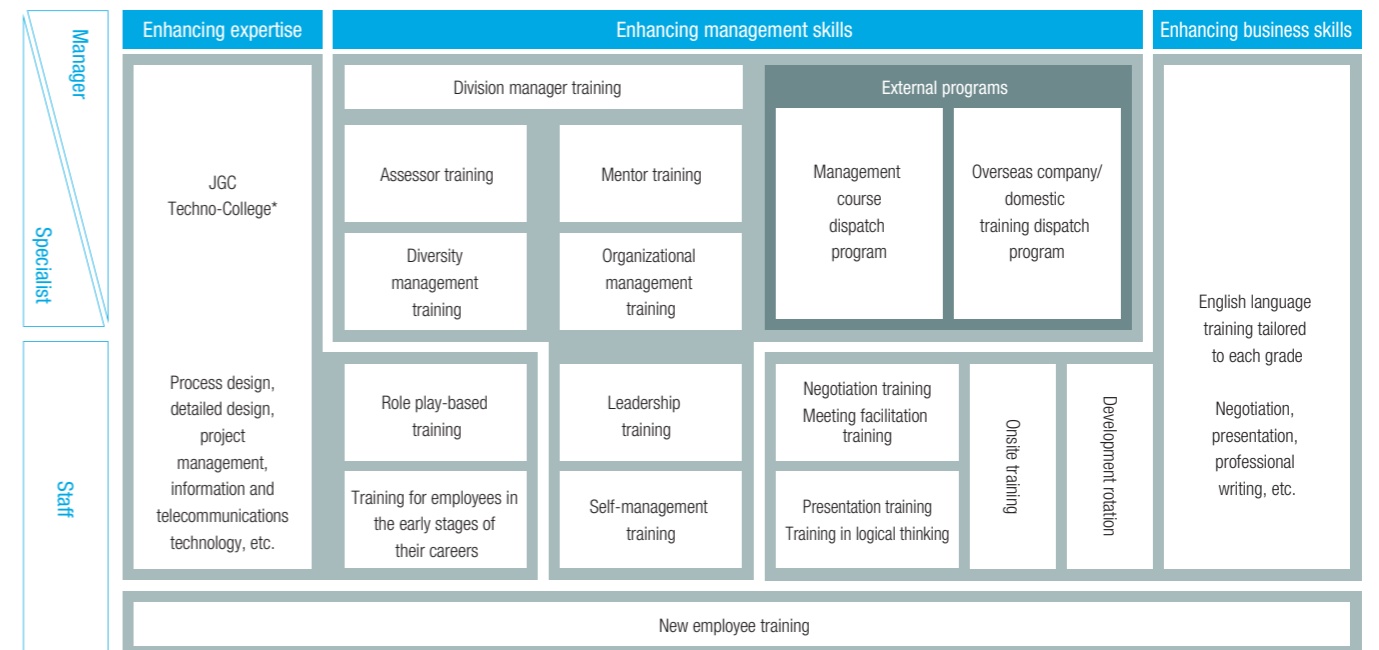 Manager
Specialist
Staff
Enhancing expertise
Enhancing management skills
Enhancing business skills
JGC
Techno-College*
Process design,
detailed design,
project
management,
information and
telecommunications
technology, etc.
Division manager training
Assessor training
Mentor training
Diversity
management
training
Organizational
management
training
External programs
Management
course
dispatch
program
Overseas company/
domestic
training dispatch
program
Role play-based
training
Leadership
training
Training for employees in
the early stages of
their careers
Self-management
training
Negotiation training
Meeting facilitation
training
Presentation training
Training in logical thinking
Onsite training
Development rotation
English language
training tailored
to each grade
Negotiation,
presentation,
professional
writing, etc.
New employee training